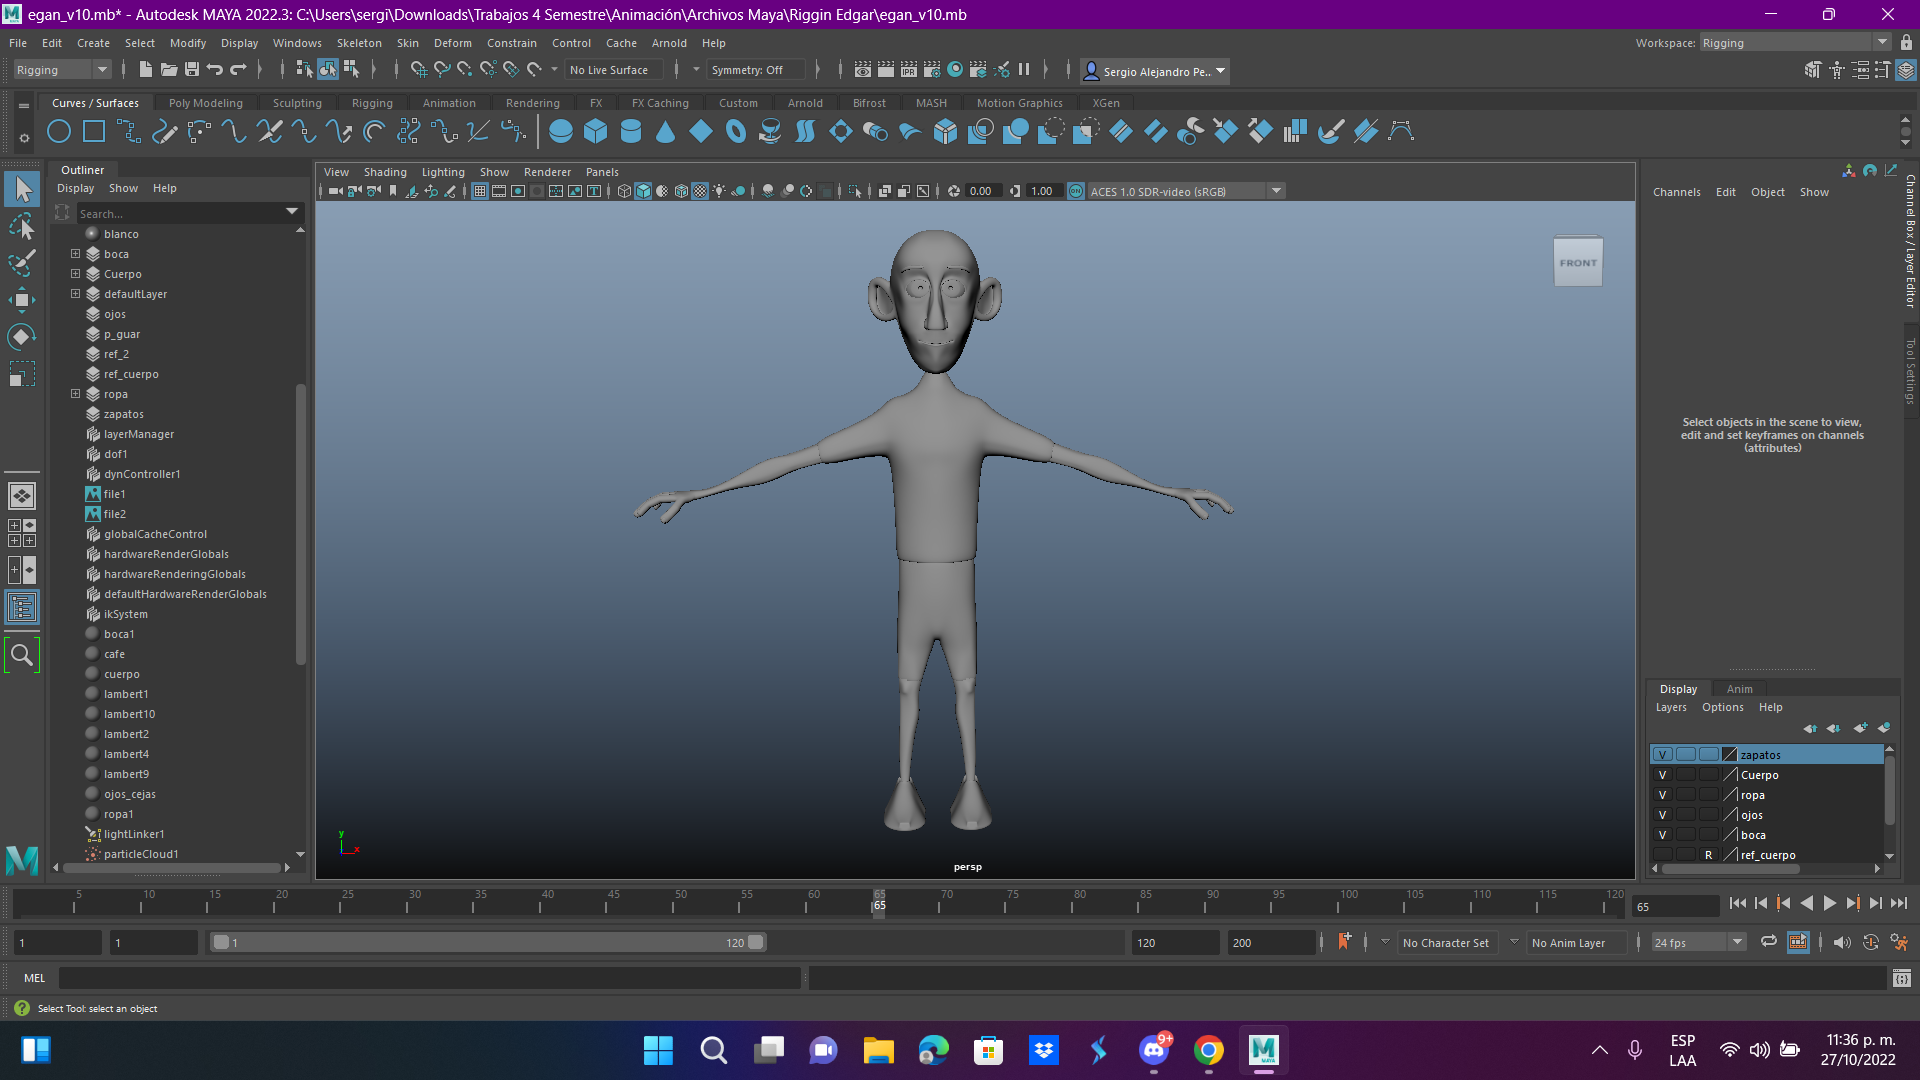 egan_v10.mb* - Autodesk MAYA 2022.3: C:\Users\sergi\Downloads\Trabajos 4 Semestre\Animación\Archivos Maya\Riggin Edgar\egan_v10.mb
File Edit Create Select Modify Display Windows Skeleton Skin Deform Constrain Control Cache Arnold Help
Workspace: Rigging
Rigging
No Live Surface
Symmetry: Off
IPR
Sergio Alejandro Pe..
Curves / Surfaces Poly Modeling Sculpting Rigging Animation Rendering FX FX Caching Custom Arnold Bifrost MASH Motion Graphics XGen
Outliner
Display Show Help
Search...
blanco
boca
Cuerpo
defaultLayer
ojos
p_guar
ref_2
ref_cuerpo
ropa
zapatos
layerManager
dof1
dynController1
file1
file2
globalCacheControl
hardwareRenderGlobals
hardwareRenderingGlobals
defaultHardwareRenderGlobals
ikSystem
boca1
cafe
cuerpo
lambert1
lambert10
lambert2
lambert4
lambert9
ojos_cejas
ropa1
lightLinker1
particleCloud1
View Shading Lighting Show Renderer Panels
0.00
1.00
ON
ACES 1.0 SDR-video (sRGB)
FRONT
y
x
persp
Channels Edit Object Show
Select objects in the scene to view,
edit and set keyframes on channels
(attributes)
Channel Box / Layer Editor
Tool Settings
Display Anim
Layers Options Help
V zapatos
V Cuerpo
V ropa
V ojos
V boca
R ref_cuerpo
5 10 15 20 25 30 35 40 45 50 55 60 65 70 75 80 85 90 95 100 105 110 115 120
65
65
1
1
1
120
120
200
No Character Set
No Anim Layer
24 fps
MEL
Select Tool: select an object
M
MAYA
9+
ESP
LAA
11:36 p. m.
27/10/2022